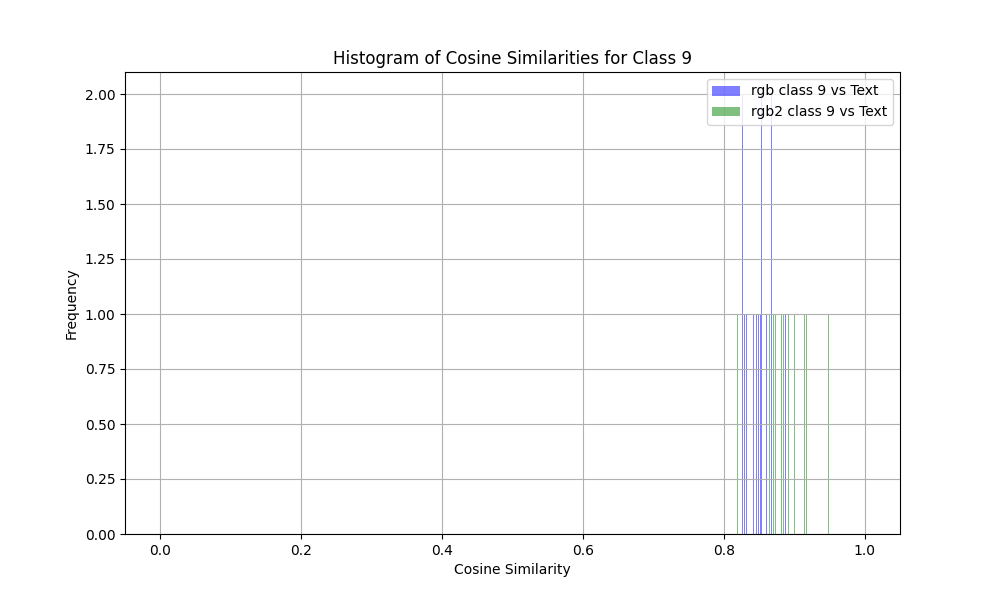 Histogram of Cosine Similarities for Class 9
rgb class 9 vs Text
rgb2 class 9 vs Text
Frequency
2.00
1.75
1.50
1.25
1.00
0.75
0.50
0.25
0.00
0.0 0.2 0.4 0.6 0.8 1.0
Cosine Similarity